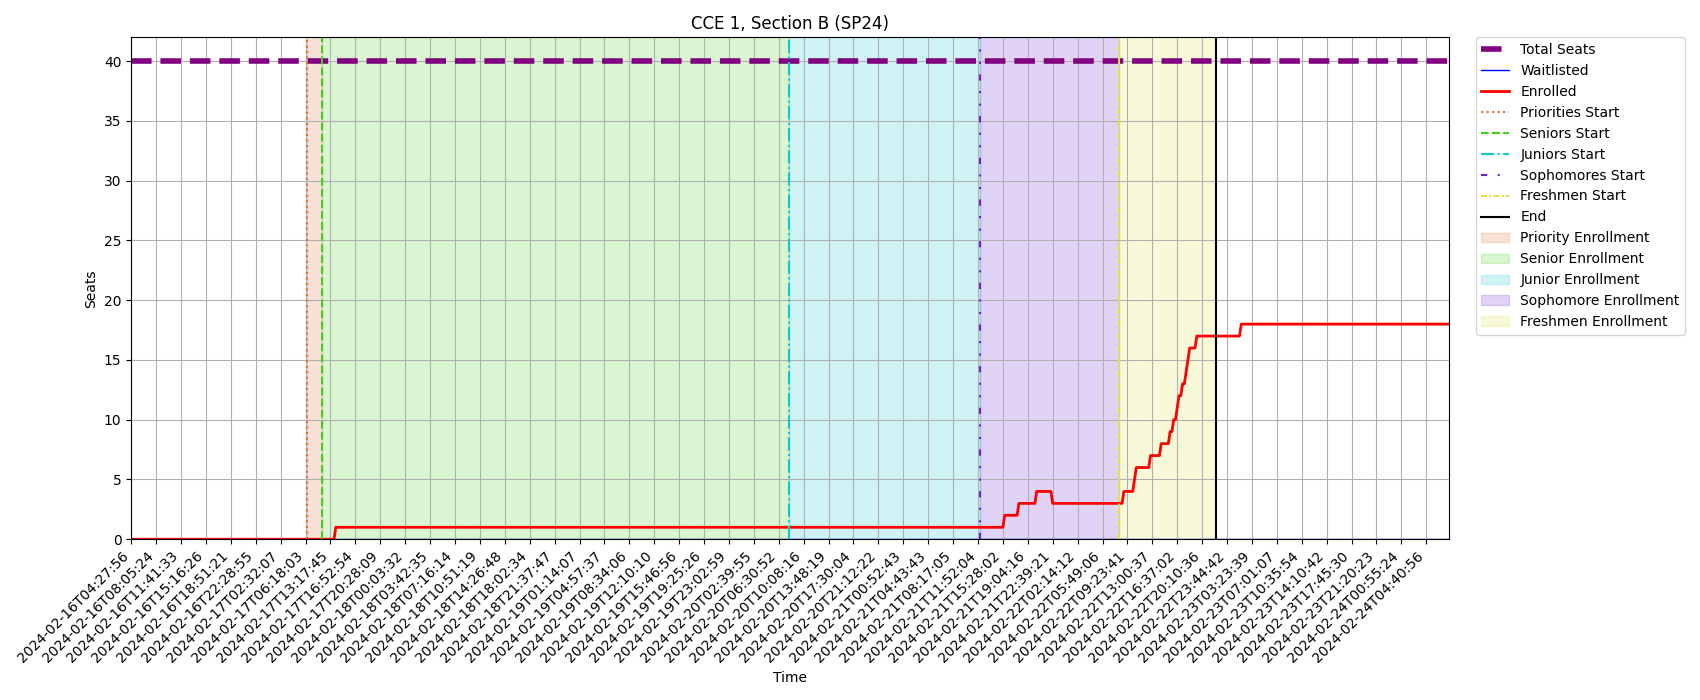 CCE 1, Section B (SP24)
Seats
40
35
30
25
20
15
10
5
0
2024-02-16T04:27:56
2024-02-16T08:05:24
2024-02-16T11:41:33
2024-02-16T15:16:26
2024-02-16T18:51:21
2024-02-16T22:28:55
2024-02-17T02:32:07
2024-02-17T06:18:03
2024-02-17T13:17:45
2024-02-17T16:52:54
2024-02-17T20:28:09
2024-02-18T00:03:32
2024-02-18T03:42:35
2024-02-18T07:16:14
2024-02-18T10:51:19
2024-02-18T14:26:48
2024-02-18T18:02:34
2024-02-18T21:37:47
2024-02-19T01:14:07
2024-02-19T04:57:37
2024-02-19T08:34:06
2024-02-19T12:10:10
2024-02-19T15:46:56
2024-02-19T19:25:26
2024-02-19T23:02:59
2024-02-20T02:39:55
2024-02-20T06:30:52
2024-02-20T10:08:16
2024-02-20T13:48:19
2024-02-20T17:30:04
2024-02-20T21:12:22
2024-02-21T00:52:43
2024-02-21T04:43:43
2024-02-21T08:17:05
2024-02-21T11:52:04
2024-02-21T15:28:02
2024-02-21T19:04:16
2024-02-21T22:39:21
2024-02-22T02:14:12
2024-02-22T05:49:06
2024-02-22T09:23:41
2024-02-22T13:00:37
2024-02-22T16:37:02
2024-02-22T20:10:36
2024-02-22T23:44:42
2024-02-23T03:23:39
2024-02-23T07:01:07
2024-02-23T10:35:54
2024-02-23T14:10:42
2024-02-23T17:45:30
2024-02-23T21:20:23
2024-02-24T00:55:24
2024-02-24T04:40:56
Time
Total Seats
Waitlisted
Enrolled
Priorities Start
Seniors Start
Juniors Start
Sophomores Start
Freshmen Start
End
Priority Enrollment
Senior Enrollment
Junior Enrollment
Sophomore Enrollment
Freshmen Enrollment